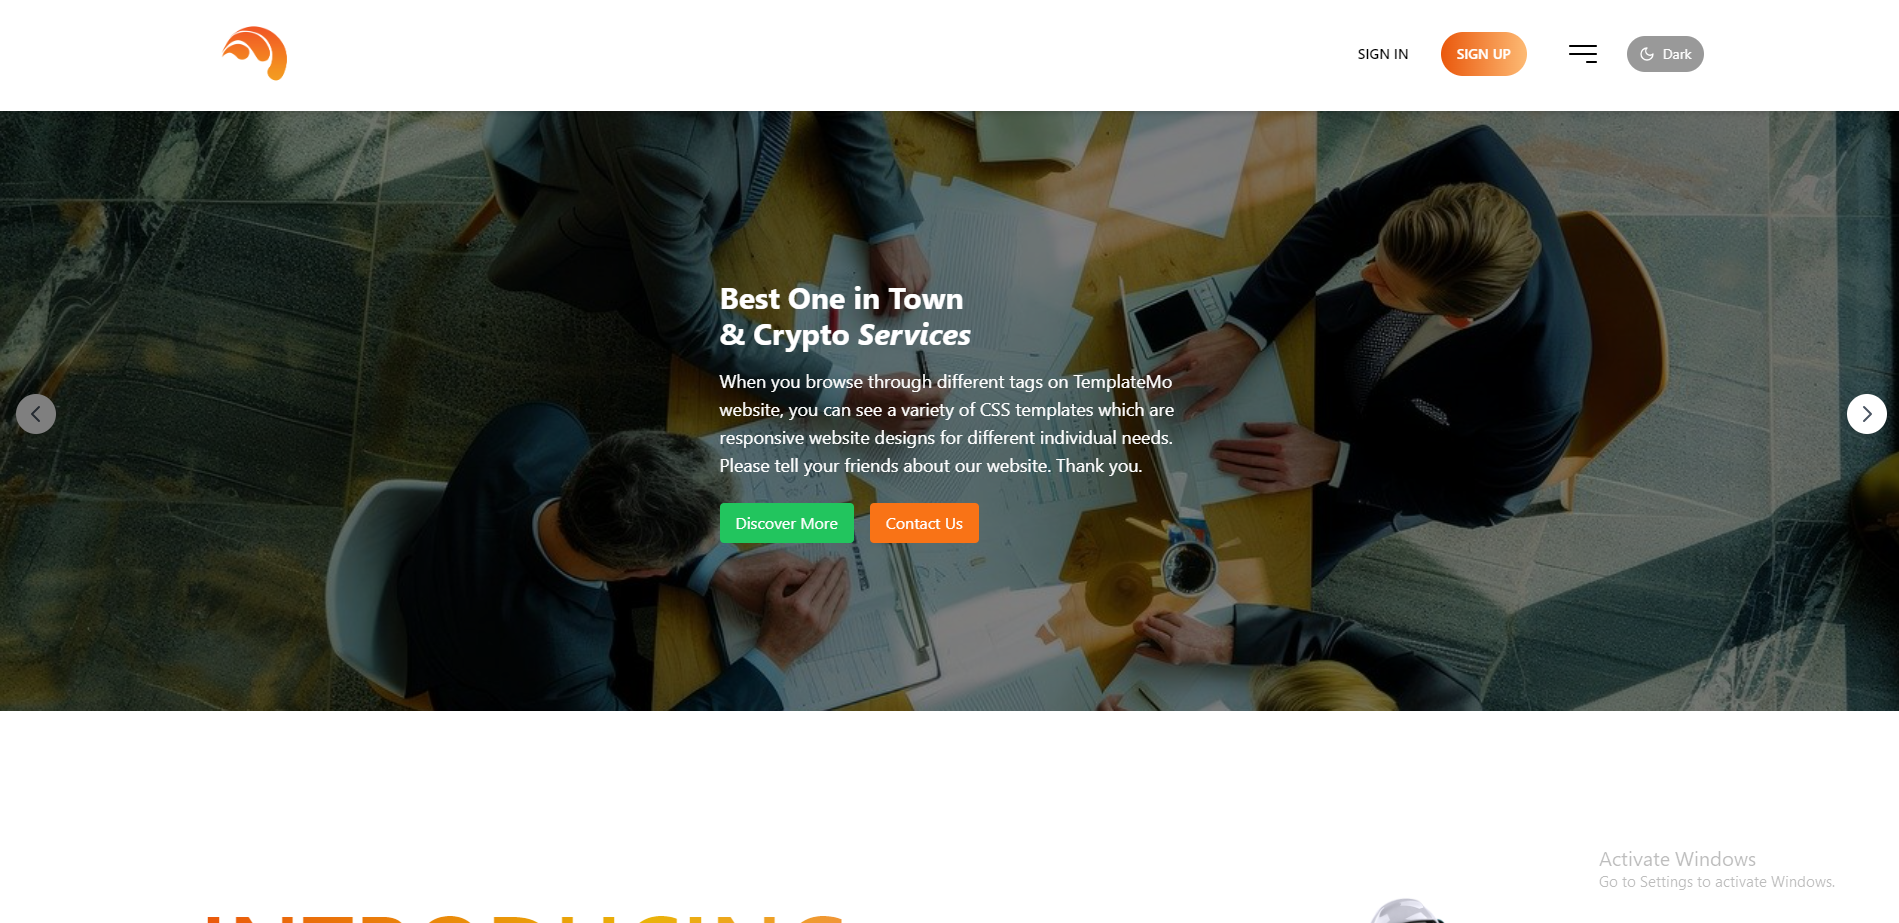 SIGN IN
SIGN UP
Dark
Best One in Town
& Crypto Services
When you browse through different tags on TemplateMo
website, you can see a variety of CSS templates which are
responsive website designs for different individual needs.
Please tell your friends about our website. Thank you.
Discover More
Contact Us
Activate Windows
Go to Settings to activate Windows.
INTRODUCING